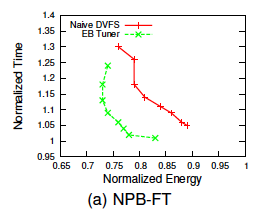 1.4
Naive DVFS
1.35
EB Tuner
1.3
1.25
1.2
1.15
1.1
1.05
1
0.95
Normalized Time
0.65 0.7 0.75 0.8 0.85 0.9 0.95 1
Normalized Energy
(a) NPB-FT